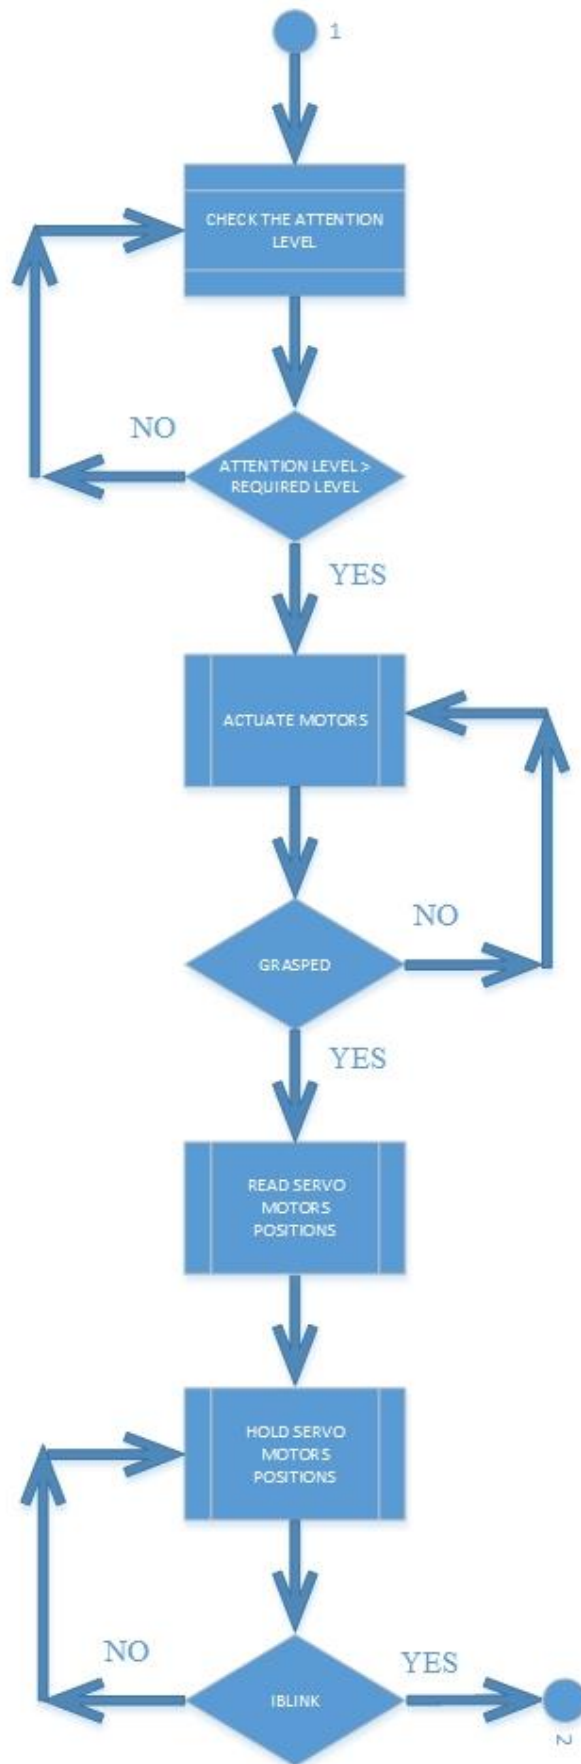 1
CHECK THE ATTENTION
LEVEL
NO
ATTENTION LEVEL >
REQUIRED LEVEL
YES
ACTUATE MOTORS
NO
GRASPED
YES
READ SERVO
MOTORS
POSITIONS
HOLD SERVO
MOTORS
POSITIONS
NO
YES
IBLINK
2